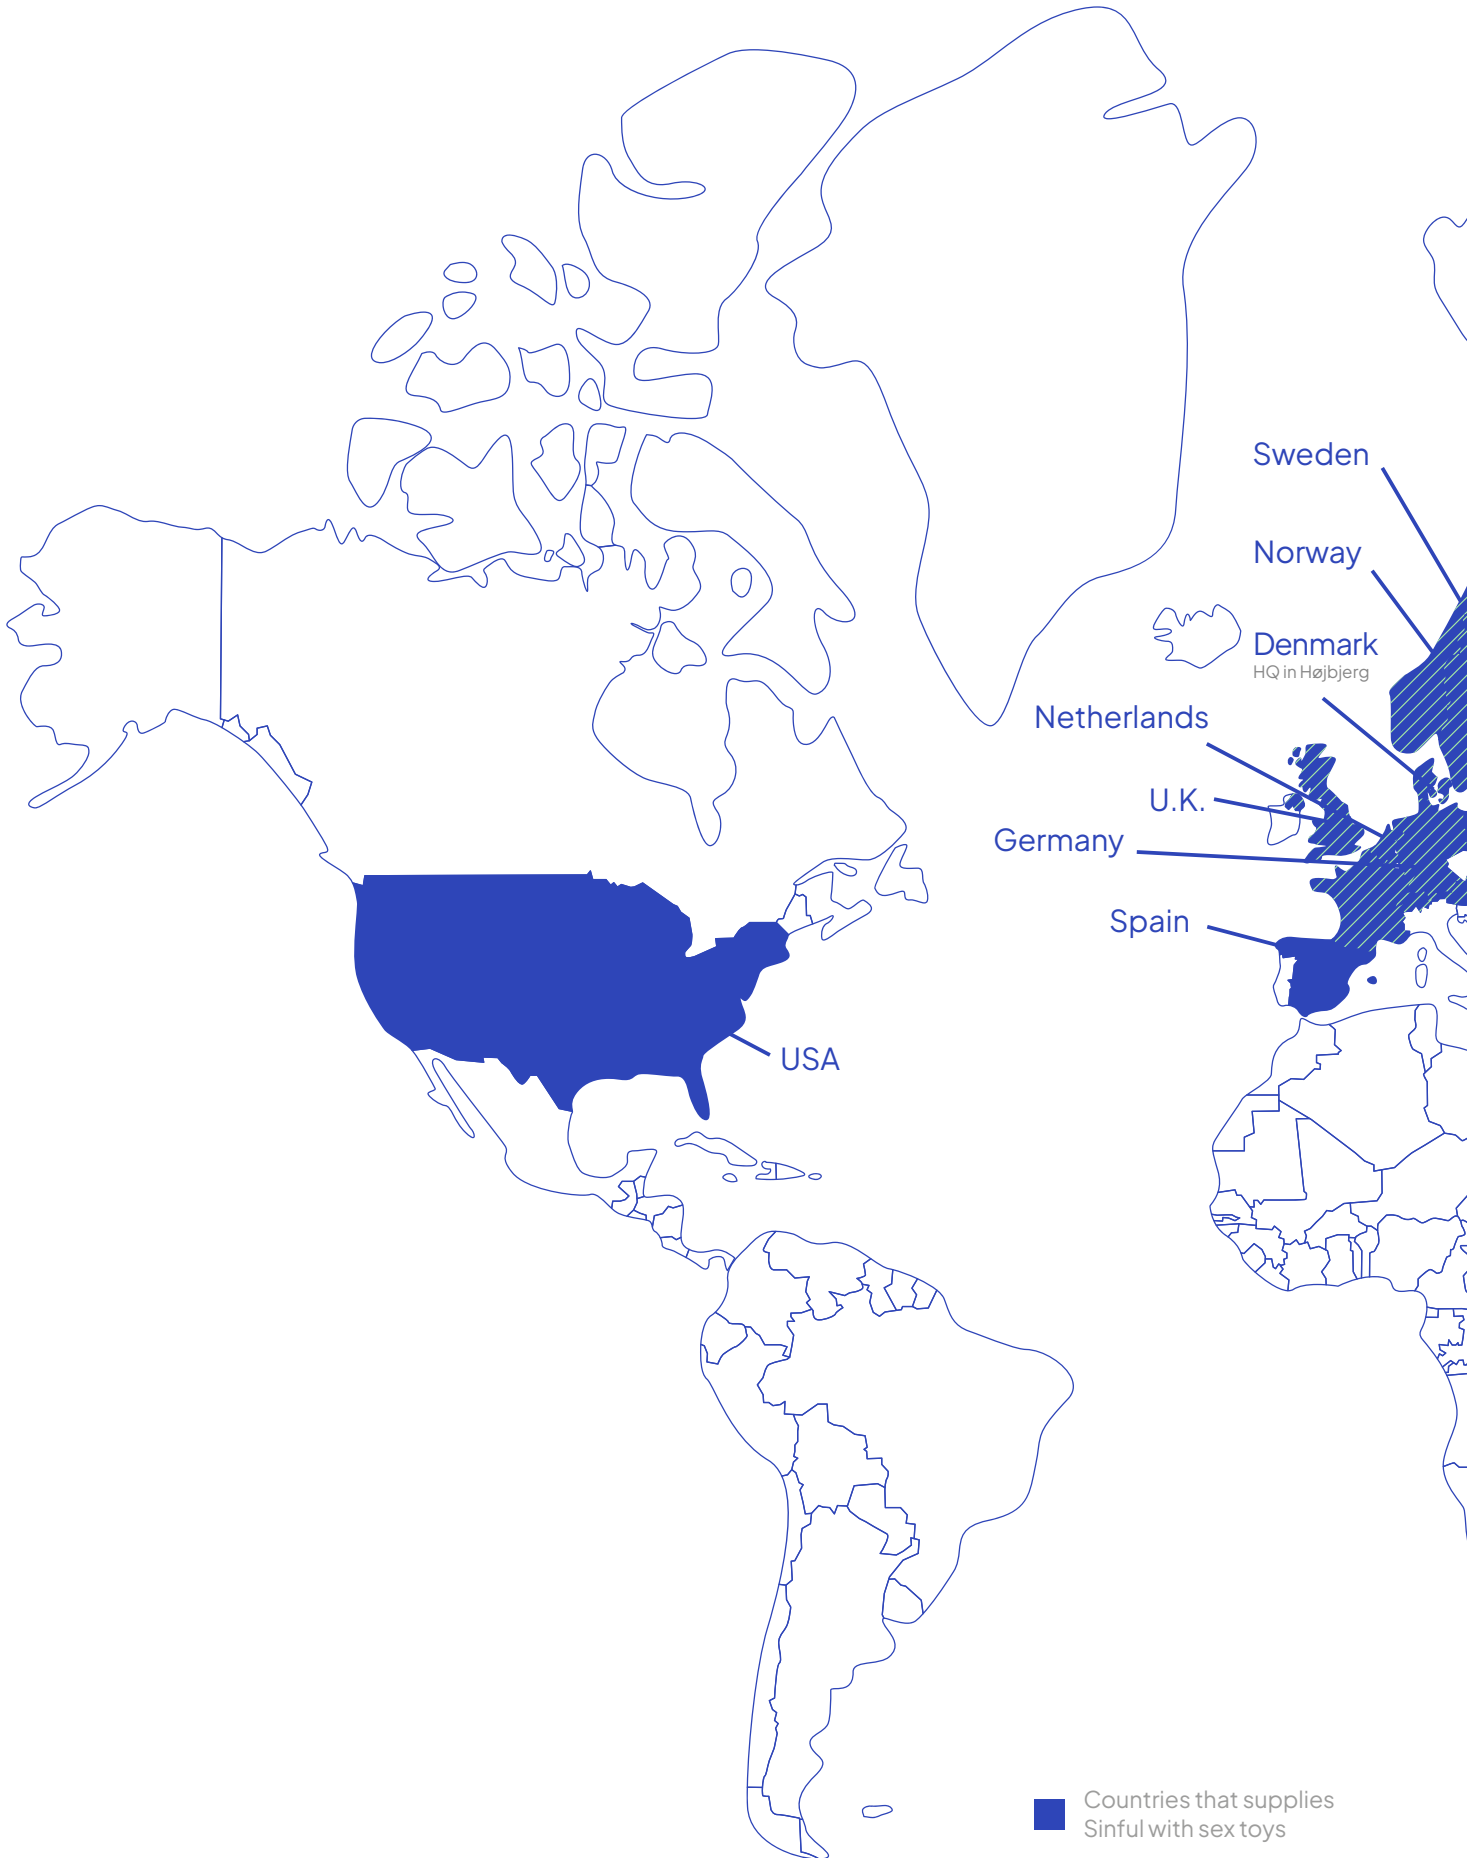 Sweden
Norway
Denmark
HQ in Højbjerg
Netherlands
U.K.
Germany
Spain
USA
Countries that supplies
Sinful with sex toys